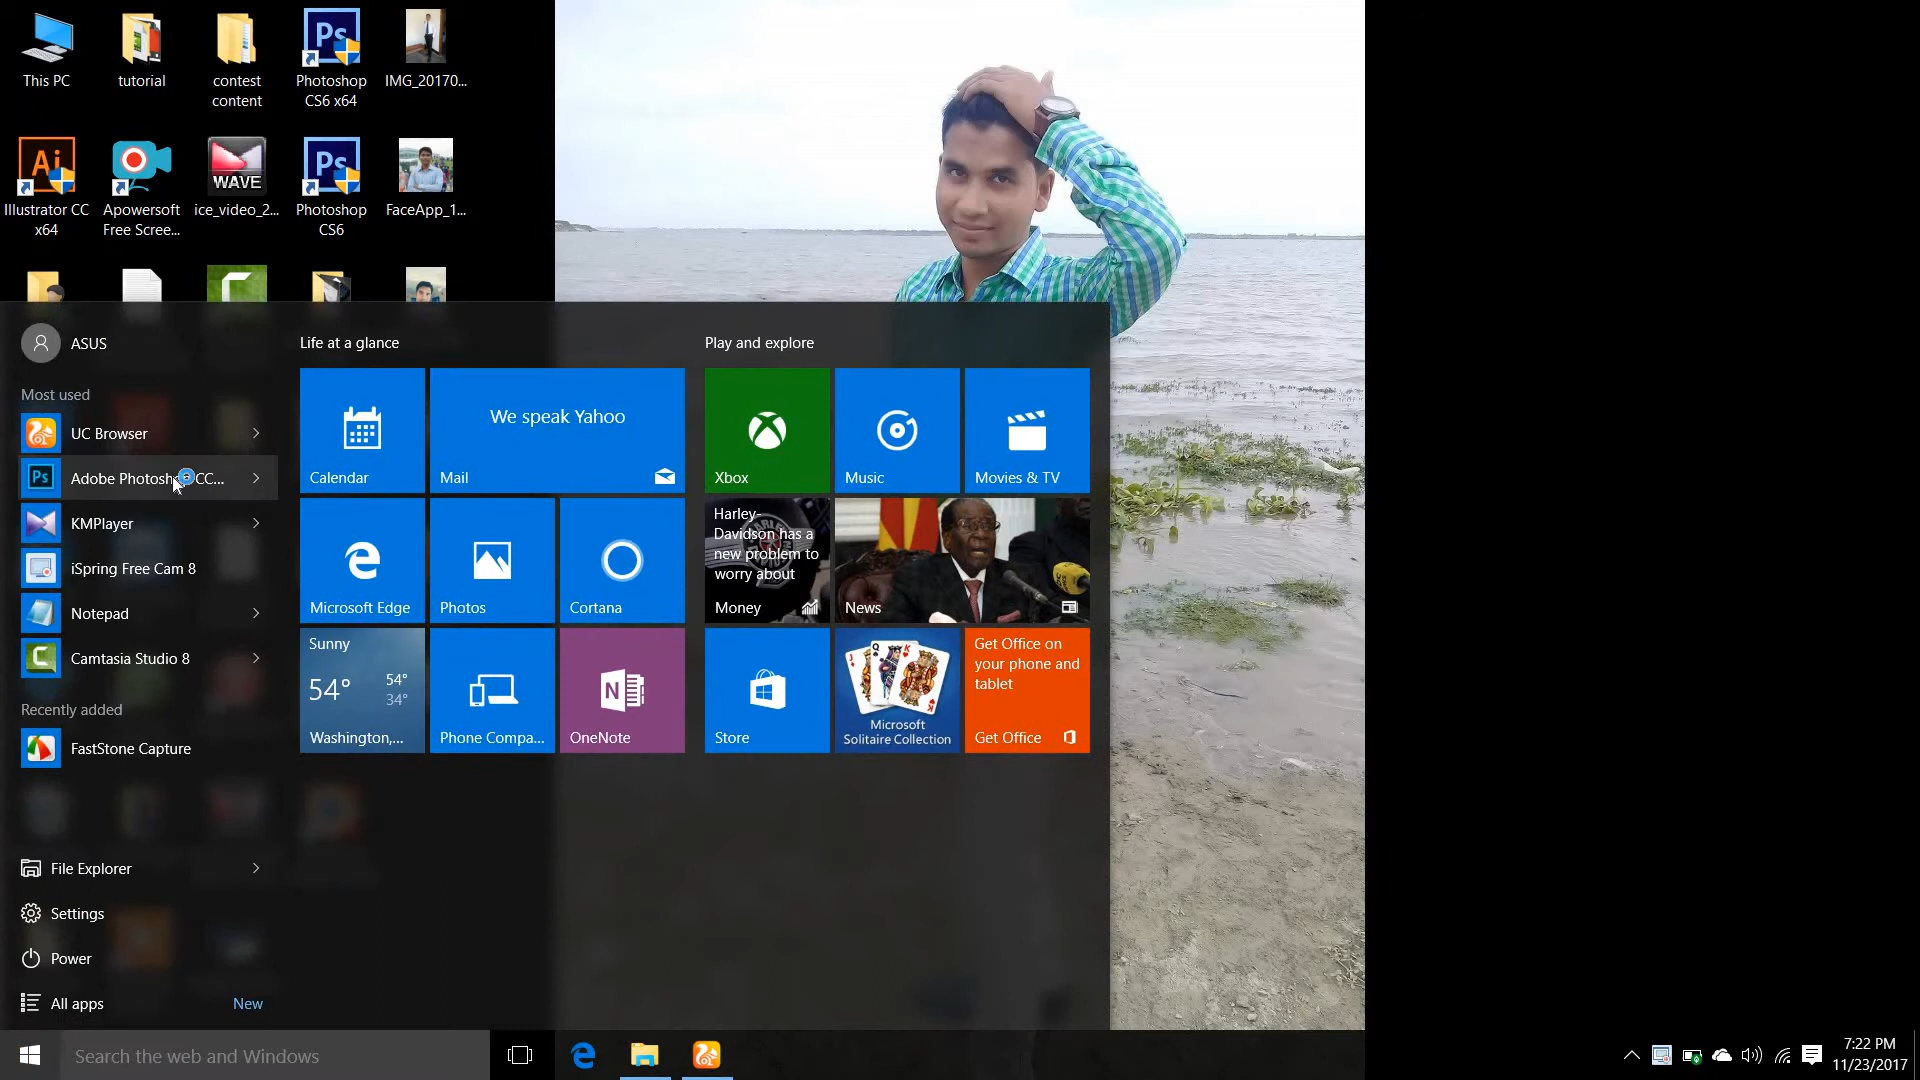 This PC
tutorial
contest
content
Photoshop
CS6 x64
IMG_20170...
Illustrator CC
x64
Apowersoft
Free Scree...
WAVE
ice_video_2...
Photoshop
CS6
FaceApp_1...
ASUS
Most used
UC Browser
Adobe Photoshop CC...
KMPlayer
iSpring Free Cam 8
Notepad
Camtasia Studio 8
Recently added
FastStone Capture
File Explorer
Settings
Power
All apps
New
Life at a glance
Calendar
We speak Yahoo
Mail
Microsoft Edge
Photos
Cortana
Sunny
54°
54°
34°
Washington,...
Phone Compa...
OneNote
Play and explore
Xbox
Music
Movies & TV
Harley-
Davidson has a
new problem to
worry about
Money
News
Store
Microsoft
Solitaire Collection
Get Office on
your phone and
tablet
Get Office
Search the web and Windows
7:22 PM
11/23/2017